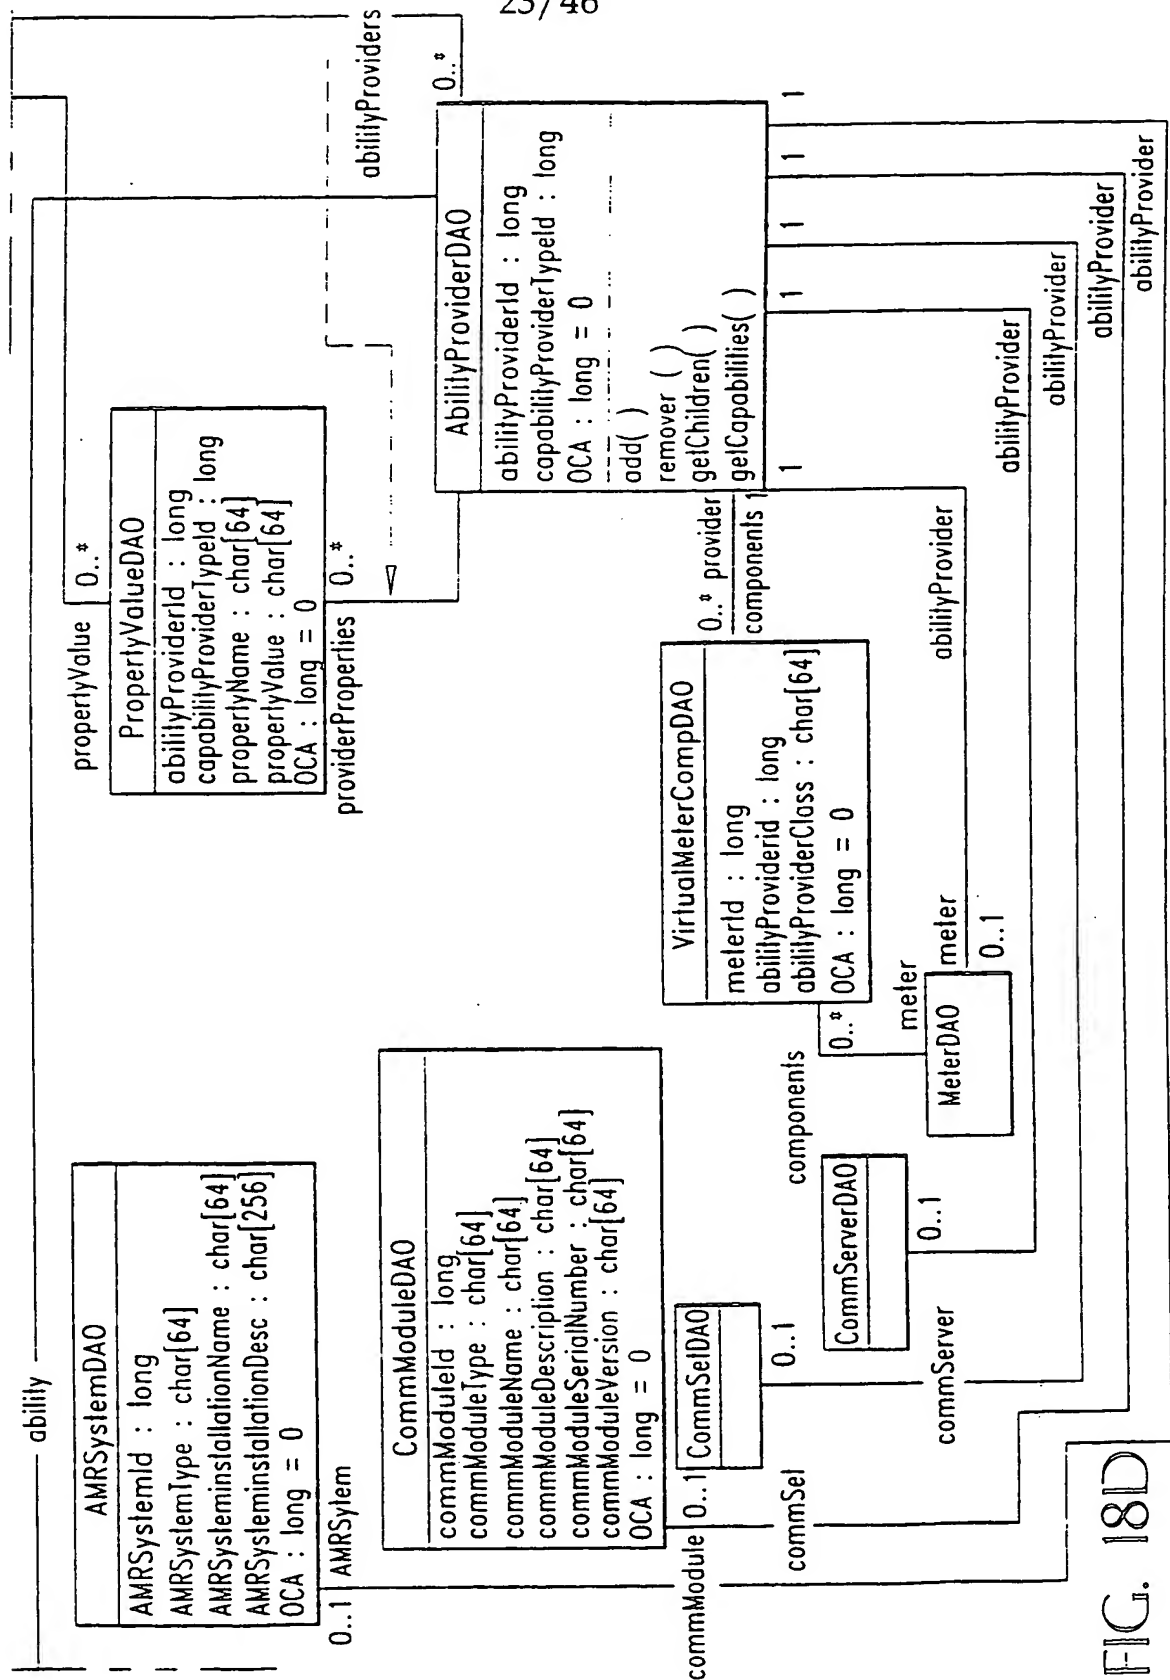 23/46
ability
AMRSystemDAO
AMRSystemId : long
AMRSystemType : char[64]
AMRSysteminstallationName : char[64]
AMRSysteminstallationDesc : char[256]
OCA : long = 0
0..1 AMRSytem
propertyValue
0..*
PropertyValueDAO
abilityProviderId : long
capabilityProviderTypeId : long
propertyName : char[64]
propertyValue : char[64]
OCA : long = 0
providerProperties
0..*
abilityProviders
0..*
CommModuleDAO
commModuleId : long
commModuleType : char[64]
commModuleName : char[64]
commModuleDescription : char[64]
commModuleSerialNumber : char[64]
commModuleVersion : char[64]
OCA : long = 0
commModule 0..1
AbilityProviderDAO
abilityProviderId : long
capabilityProviderTypeId : long
OCA : long = 0
add( )
remover ( )
getChildren( )
getCapabilities( )
1
1
1
1
1
VirtualMeterCompDAO
meterId : long
abilityProviderid : long
abilityProviderClass : char[64]
OCA : long = 0
0..* provider
components 1
components
0..*
meter
CommSetDAO
0..1
commSet
CommServerDAO
0..1
commServer
MeterDAO
meter
0..1
abilityProvider
abilityProvider
abilityProvider
abilityProvider
abilityProvider
FIG. 18D